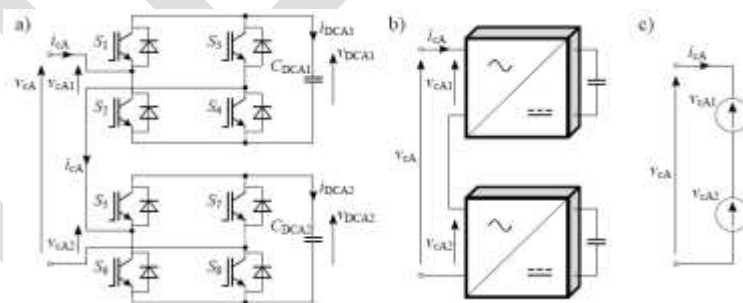 a)
S1
S3
iDCA1
CDCA1
vDCA1
icA
vcA
vcA1
S2
S4
icA
S5
S7
iDCA2
CDCA2
vDCA2
vcA2
S6
S8
b)
icA
vcA1
vcA
vcA2
c)
icA
vcA1
vcA
vcA2